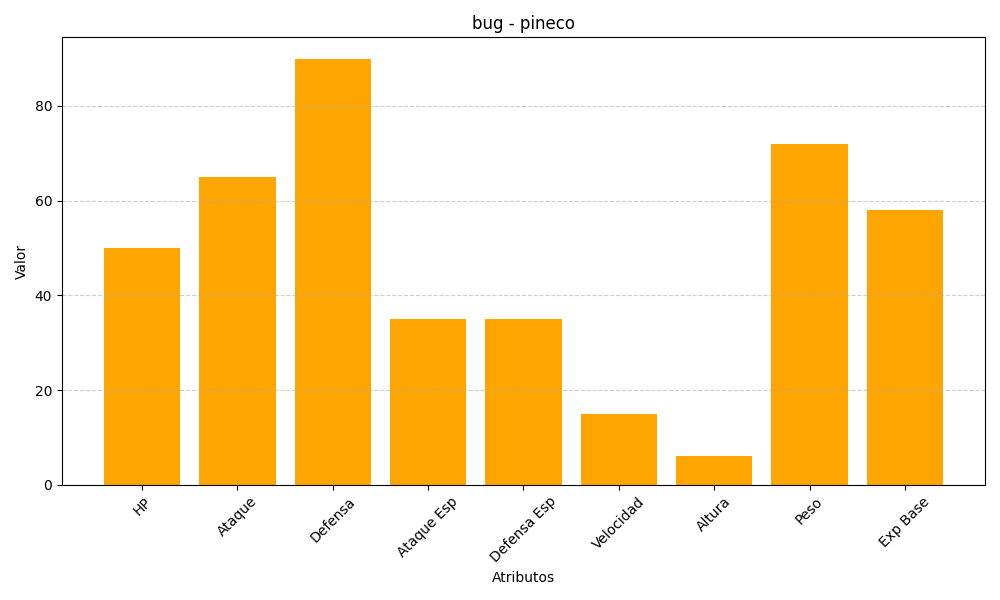 bug - pineco
Valor
80
60
40
20
0
HP
Ataque
Defensa
Ataque Esp
Defensa Esp
Velocidad
Altura
Peso
Exp Base
Atributos